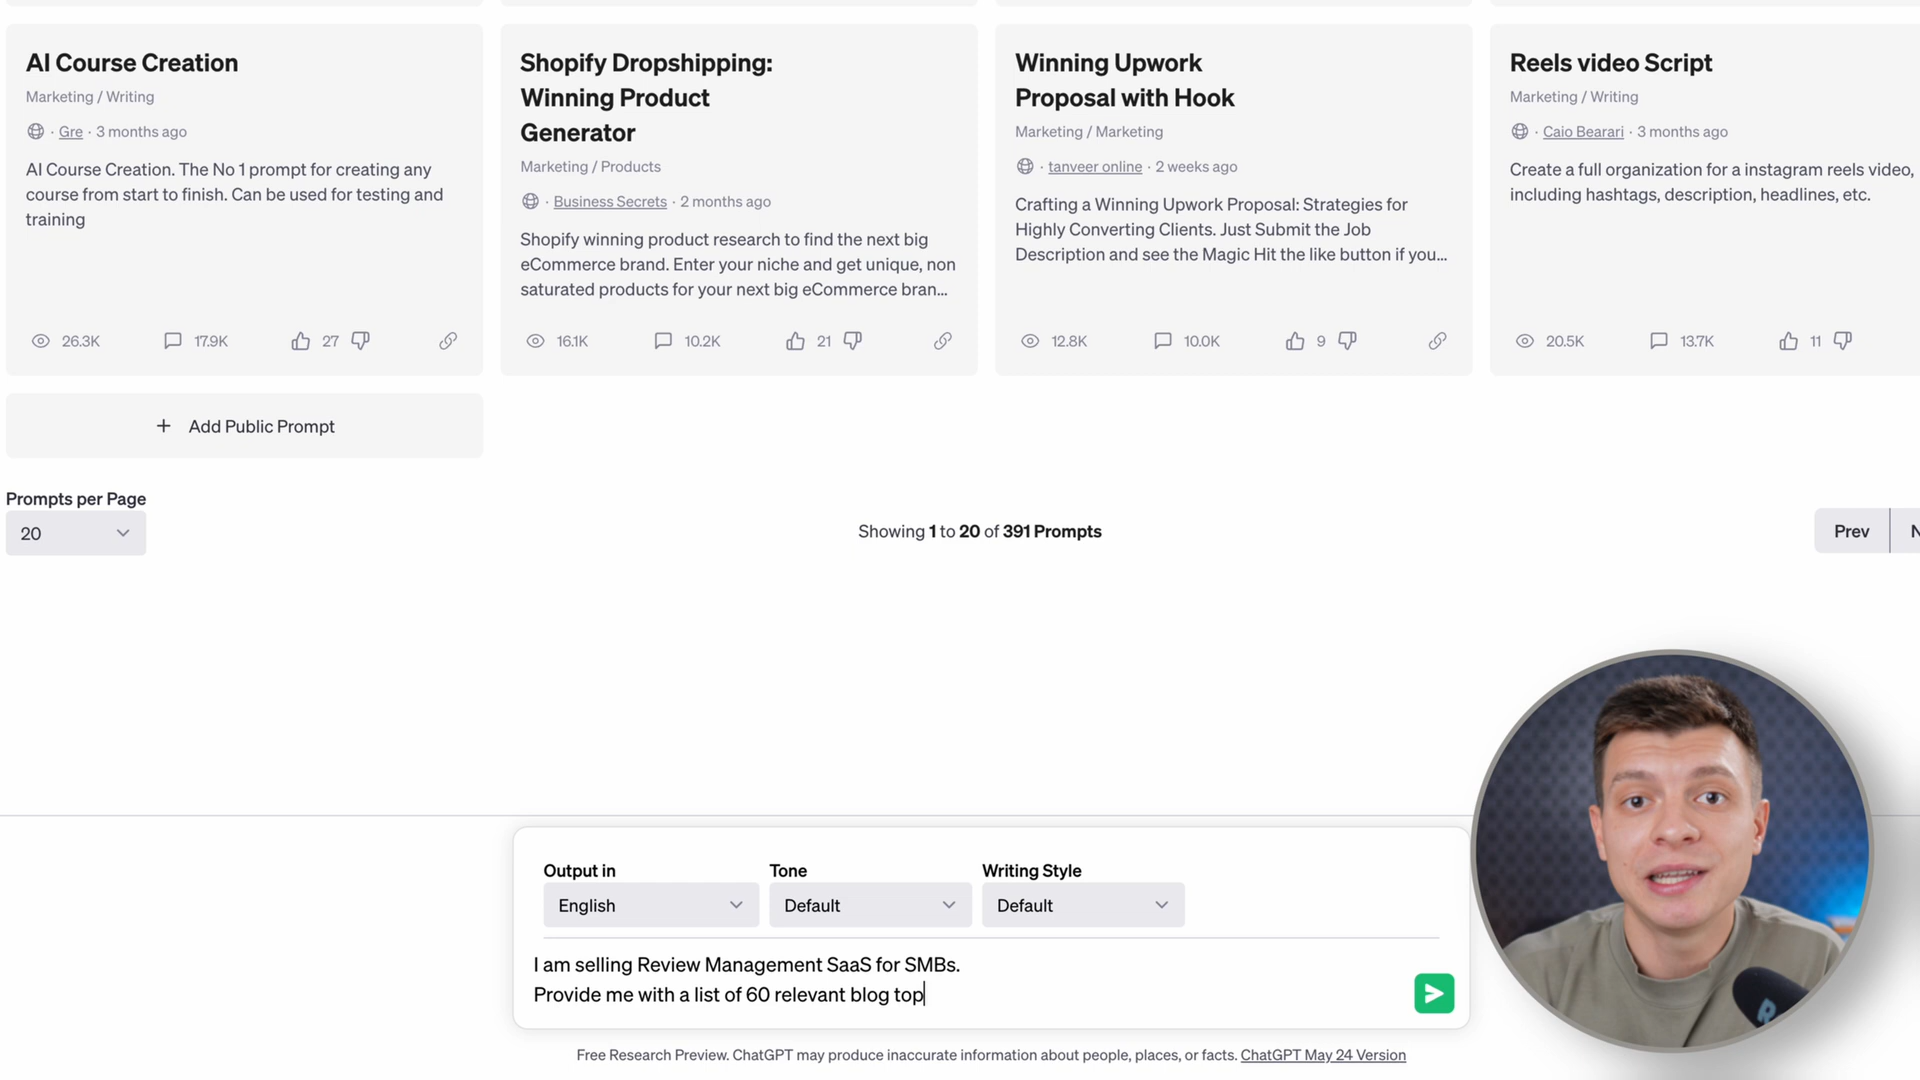 AI Course Creation
Marketing / Writing
· Gre · 3 months ago
AI Course Creation. The No 1 prompt for creating any
course from start to finish. Can be used for testing and
training
26.3K 17.9K 27
Shopify Dropshipping:
Winning Product
Generator
Marketing / Products
· Business Secrets · 2 months ago
Shopify winning product research to find the next big
eCommerce brand. Enter your niche and get unique, non
saturated products for your next big eCommerce bran...
16.1K 10.2K 21
Winning Upwork
Proposal with Hook
Marketing / Marketing
· tanveer online · 2 weeks ago
Crafting a Winning Upwork Proposal: Strategies for
Highly Converting Clients. Just Submit the Job
Description and see the Magic Hit the like button if you...
12.8K 10.0K 9
Reels video Script
Marketing / Writing
· Caio Bearari · 3 months ago
Create a full organization for a instagram reels video,
including hashtags, description, headlines, etc.
20.5K 13.7K 11
+ Add Public Prompt
Prompts per Page
20
Showing 1 to 20 of 391 Prompts
Prev
Output in
English
Tone
Default
Writing Style
Default
I am selling Review Management SaaS for SMBs.
Provide me with a list of 60 relevant blog top
Free Research Preview. ChatGPT may produce inaccurate information about people, places, or facts. ChatGPT May 24 Version